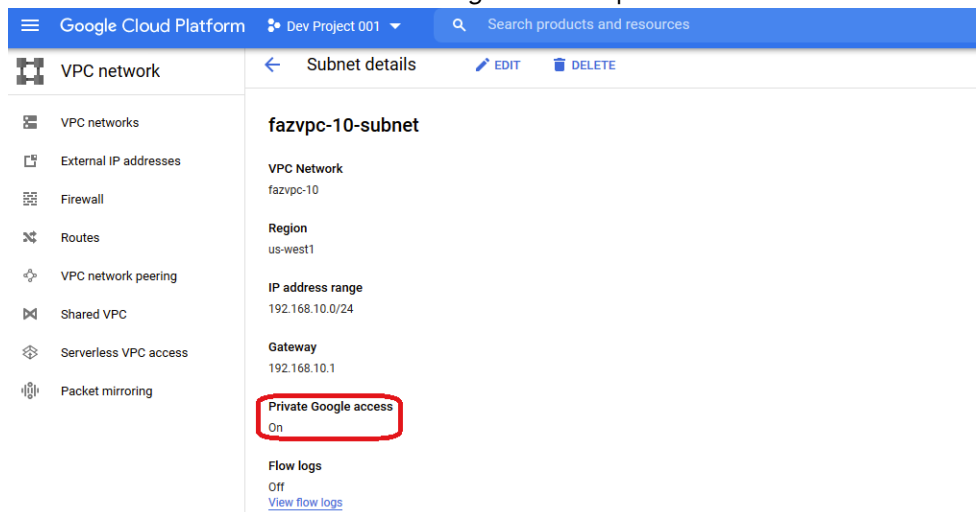 Google Cloud Platform
Dev Project 001
Search products and resources
VPC network
Subnet details
EDIT
DELETE
VPC networks
External IP addresses
Firewall
Routes
VPC network peering
Shared VPC
Serverless VPC access
Packet mirroring
fazvpc-10-subnet
VPC Network
fazvpc-10
Region
us-west1
IP address range
192.168.10.0/24
Gateway
192.168.10.1
Private Google access
On
Flow logs
Off
View flow logs